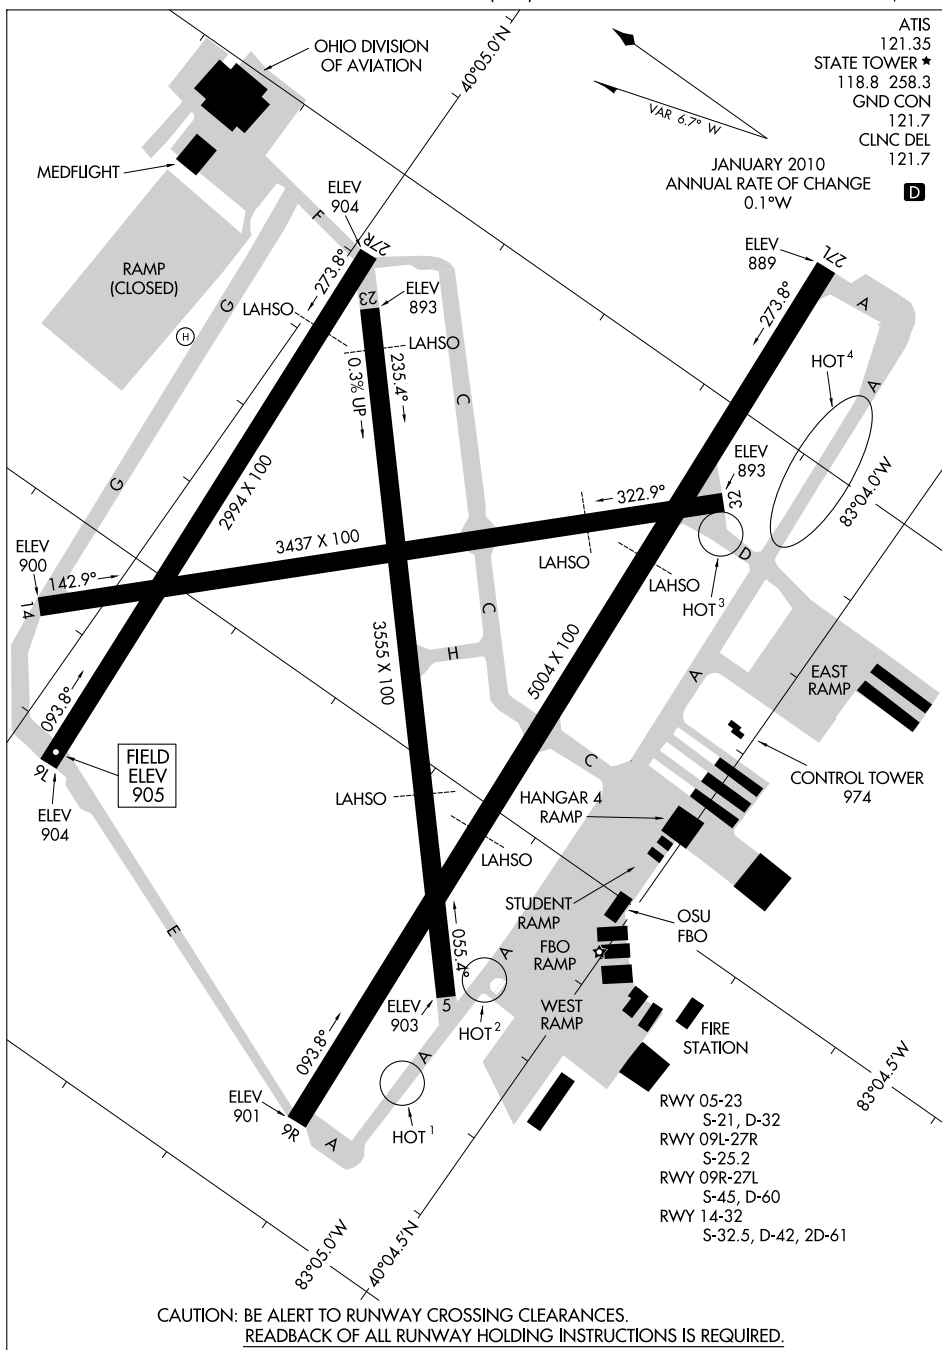 ATIS
121.35
STATE TOWER ★
118.8 258.3
GND CON
121.7
CLNC DEL
121.7
D
OHIO DIVISION
OF AVIATION
40°05.0'N
VAR 6.7° W
JANUARY 2010
ANNUAL RATE OF CHANGE
0.1°W
MEDFLIGHT
ELEV
904
F
27R
RAMP
(CLOSED)
H
G
273.8°
LAHSO
23
ELEV
893
LAHSO
235.4°
0.3% UP
C
ELEV
889
27L
273.8°
A
HOT 4
A
G
2994 X 100
ELEV
893
32
322.9°
83°04.0'W
3437 X 100
LAHSO
LAHSO
D
HOT 3
ELEV
900
142.9°
14
C
3555 X 100
H
5004 X 100
A
EAST
RAMP
093.8°
9L
ELEV
904
FIELD
ELEV
905
C
CONTROL TOWER
974
LAHSO
HANGAR 4
RAMP
LAHSO
STUDENT
RAMP
OSU
FBO
E
055.4°
A
FBO
RAMP
ELEV
903
5
HOT 2
WEST
RAMP
FIRE
STATION
093.8°
A
HOT 1
ELEV
901
9R
A
83°04.5'W
RWY 05-23
S-21, D-32
RWY 09L-27R
S-25.2
RWY 09R-27L
S-45, D-60
RWY 14-32
S-32.5, D-42, 2D-61
83°05.0'W
40°04.5'N
CAUTION: BE ALERT TO RUNWAY CROSSING CLEARANCES.
READBACK OF ALL RUNWAY HOLDING INSTRUCTIONS IS REQUIRED.